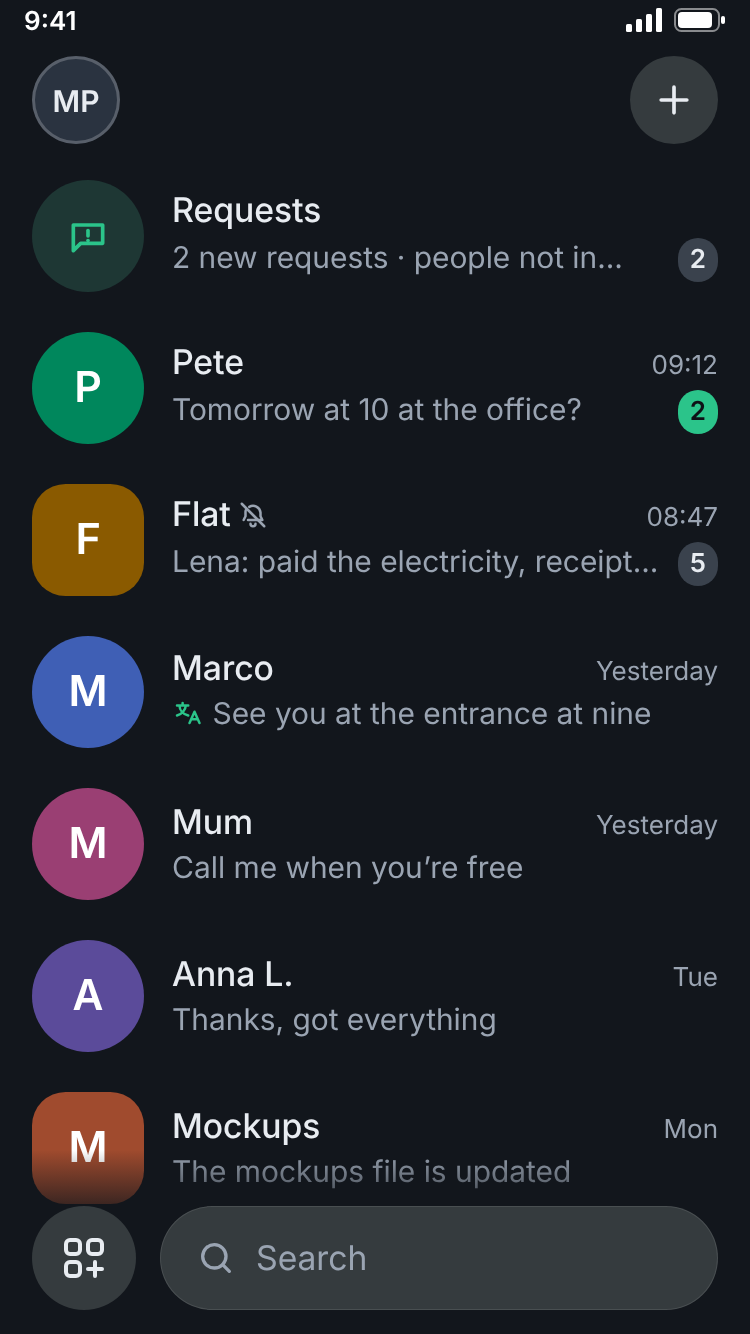 9:41
MP
Requests
2 new requests · people not in...
2
P
Pete
09:12
Tomorrow at 10 at the office?
2
F
Flat
08:47
Lena: paid the electricity, receipt...
5
M
Marco
Yesterday
文A See you at the entrance at nine
M
Mum
Yesterday
Call me when you’re free
A
Anna L.
Tue
Thanks, got everything
M
Mockups
Mon
The mockups file is updated
Search